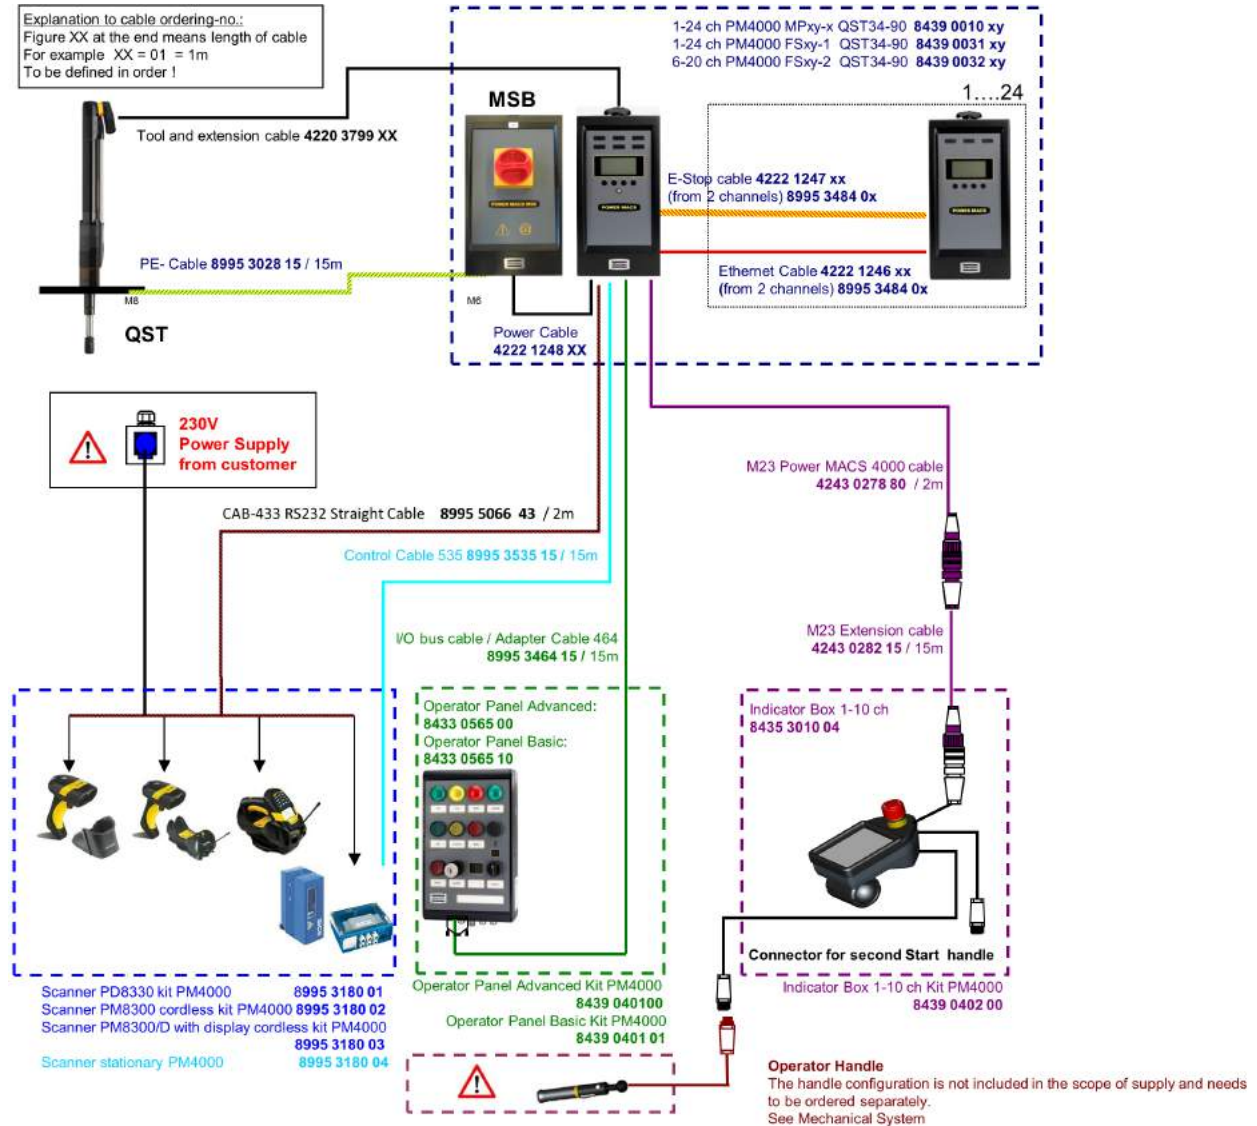 Explanation to cable ordering-no.:
Figure XX at the end means length of cable
For example XX = 01 = 1m
To be defined in order !
1-24 ch PM4000 MPxy-x QST34-90 8439 0010 xy
1-24 ch PM4000 FSxy-1 QST34-90 8439 0031 xy
6-20 ch PM4000 FSxy-2 QST34-90 8439 0032 xy
1....24
MSB
Tool and extension cable 4220 3799 XX
E-Stop cable 4222 1247 xx
(from 2 channels) 8995 3484 0x
POWER MACS
POWER MACS
PE- Cable 8995 3028 15 / 15m
Ethernet Cable 4222 1246 xx
(from 2 channels) 8995 3484 0x
M8
M6
QST
Power Cable
4222 1248 XX
230V
Power Supply
from customer
M23 Power MACS 4000 cable
4243 0278 80 / 2m
CAB-433 RS232 Straight Cable 8995 5066 43 / 2m
Control Cable 535 8995 3535 15 / 15m
I/O bus cable / Adapter Cable 464
8995 3464 15 / 15m
M23 Extension cable
4243 0282 15 / 15m
Operator Panel Advanced:
8433 0565 00
Operator Panel Basic:
8433 0565 10
Indicator Box 1-10 ch
8435 3010 04
Connector for second Start handle
Scanner PD8330 kit PM4000 8995 3180 01
Scanner PM8300 cordless kit PM4000 8995 3180 02
Scanner PM8300/D with display cordless kit PM4000
8995 3180 03
Scanner stationary PM4000 8995 3180 04
Operator Panel Advanced Kit PM4000
8439 040100
Operator Panel Basic Kit PM4000
8439 0401 01
Indicator Box 1-10 ch Kit PM4000
8439 0402 00
Operator Handle
The handle configuration is not included in the scope of supply and needs
to be ordered separately.
See Mechanical System